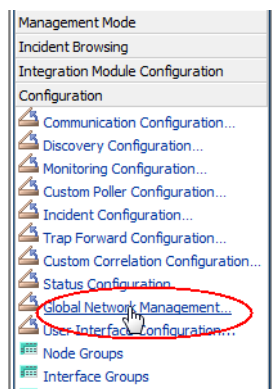 Management Mode
Incident Browsing
Integration Module Configuration
Configuration
Communication Configuration...
Discovery Configuration...
Monitoring Configuration...
Custom Poller Configuration...
Incident Configuration...
Trap Forward Configuration...
Custom Correlation Configuration...
Status Configuration...
Global Network Management...
User Interface Configuration...
Node Groups
Interface Groups